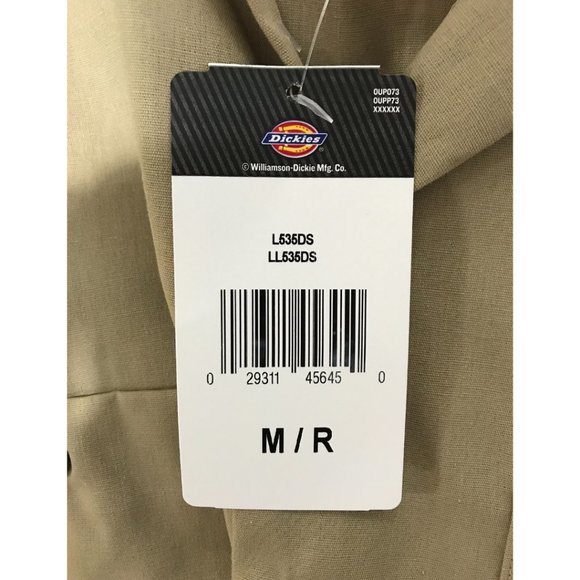 0UP073
0UPP73
XXXXXX
Dickies
®
© Williamson-Dickie Mfg. Co.
L535DS
LL535DS
0 29311 45645 0
M / R